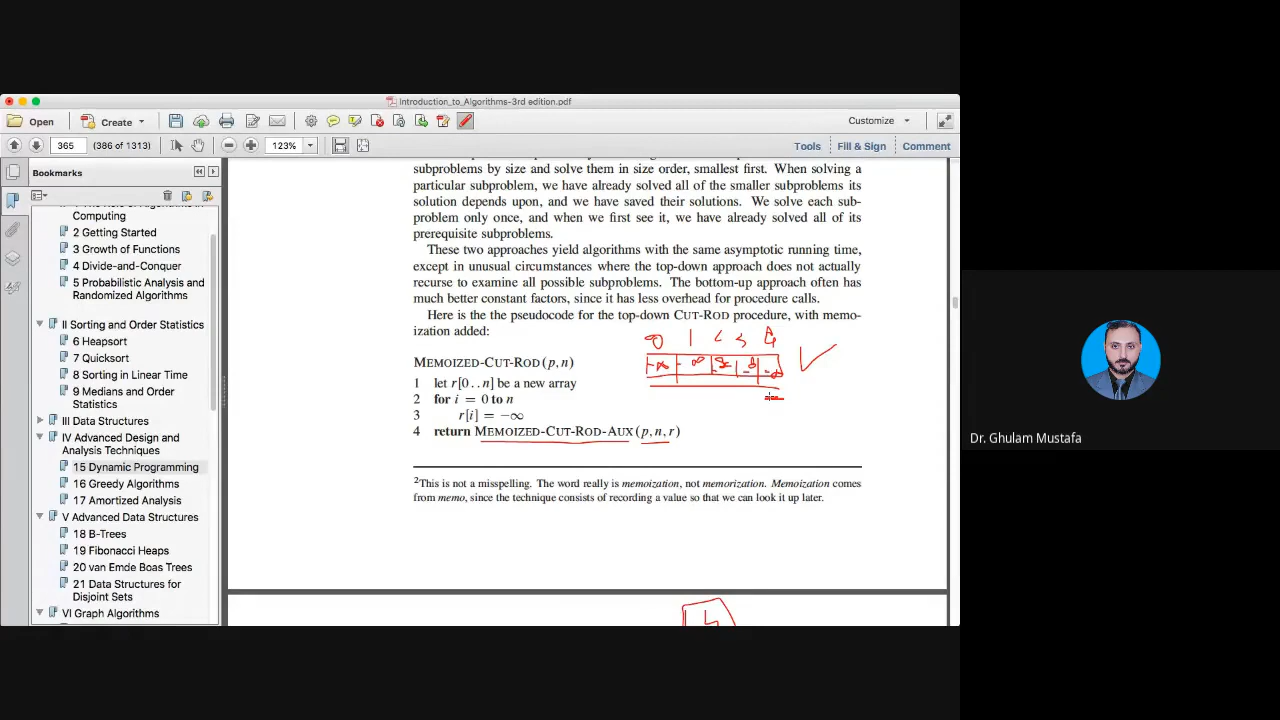 Introduction_to_Algorithms-3rd edition.pdf
Open Create Customize
365 (386 of 1313) 123% Tools Fill & Sign Comment
Bookmarks
Computing
2 Getting Started
3 Growth of Functions
4 Divide-and-Conquer
5 Probabilistic Analysis and
Randomized Algorithms
II Sorting and Order Statistics
6 Heapsort
7 Quicksort
8 Sorting in Linear Time
9 Medians and Order
Statistics
III Data Structures
IV Advanced Design and
Analysis Techniques
15 Dynamic Programming
16 Greedy Algorithms
17 Amortized Analysis
V Advanced Data Structures
18 B-Trees
19 Fibonacci Heaps
20 van Emde Boas Trees
21 Data Structures for
Disjoint Sets
VI Graph Algorithms
subproblems by size and solve them in size order, smallest first. When solving a
particular subproblem, we have already solved all of the smaller subproblems its
solution depends upon, and we have saved their solutions. We solve each sub-
problem only once, and when we first see it, we have already solved all of its
prerequisite subproblems.
These two approaches yield algorithms with the same asymptotic running time,
except in unusual circumstances where the top-down approach does not actually
recurse to examine all possible subproblems. The bottom-up approach often has
much better constant factors, since it has less overhead for procedure calls.
Here is the the pseudocode for the top-down CUT-ROD procedure, with memo-
ization added:
0 1 2 3 4
-∞ -∞ -∞ -∞ -∞
MEMOIZED-CUT-ROD(p, n)
1 let r[0..n] be a new array
2 for i = 0 to n
3 r[i] = −∞
4 return MEMOIZED-CUT-ROD-AUX(p, n, r)
2This is not a misspelling. The word really is memoization, not memorization. Memoization comes
from memo, since the technique consists of recording a value so that we can look it up later.
Dr. Ghulam Mustafa